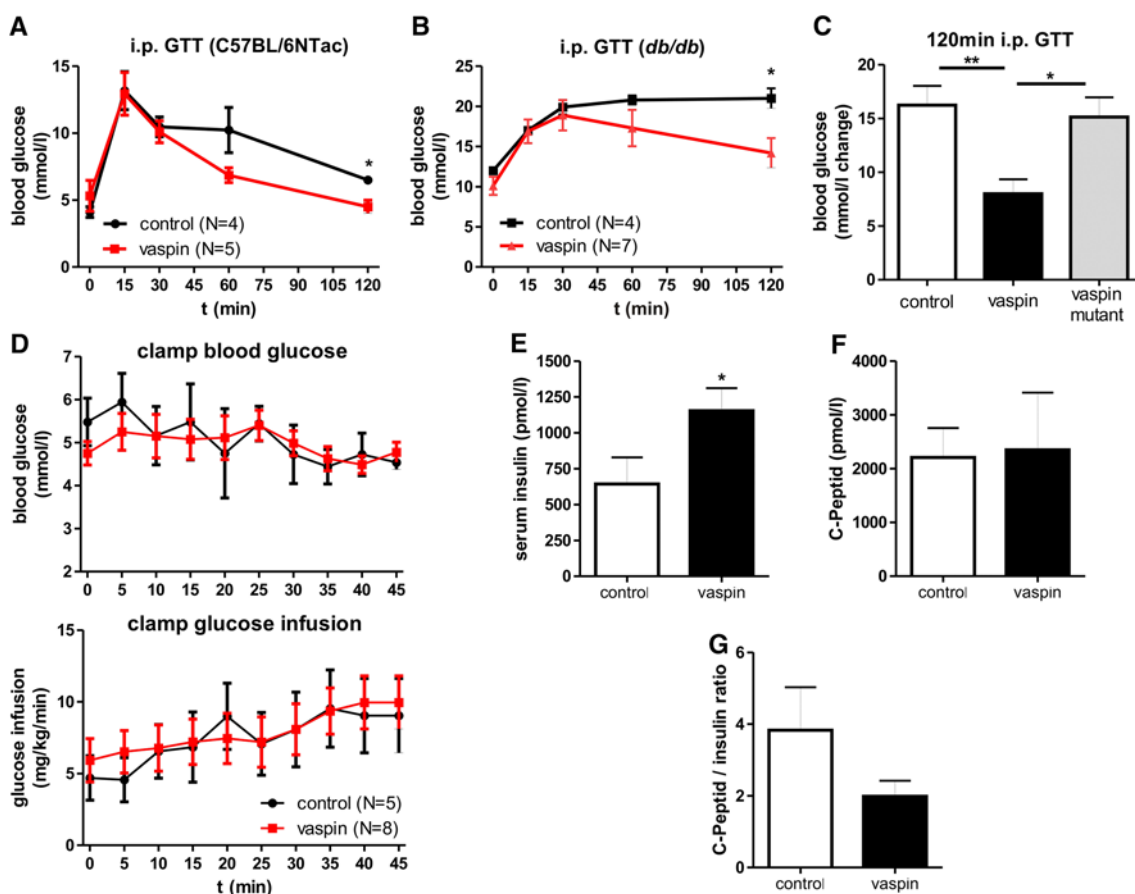 A
i.p. GTT (C57BL/6NTac)
blood glucose
(mmol/l)
15
10
5
0
*
control (N=4)
vaspin (N=5)
0 15 30 45 60 75 90 105 120
t (min)
B
i.p. GTT (db/db)
blood glucose
(mmol/l)
25
20
15
10
5
0
*
control (N=4)
vaspin (N=7)
0 15 30 45 60 75 90 105 120
t (min)
C
120min i.p. GTT
blood glucose
(mmol/l change)
20
15
10
5
0
**
*
control vaspin vaspin
mutant
D
clamp blood glucose
blood glucose
(mmol/l)
7
6
5
4
3
2
0 5 10 15 20 25 30 35 40 45
clamp glucose infusion
glucose infusion
(mg/kg/min)
15
10
5
0
control (N=5)
vaspin (N=8)
0 5 10 15 20 25 30 35 40 45
t (min)
E
serum insulin (pmol/l)
1500
1250
1000
750
500
250
0
*
control vaspin
F
C-Peptid (pmol/l)
4000
3000
2000
1000
0
control vaspin
G
C-Peptid / insulin ratio
6
4
2
0
control vaspin